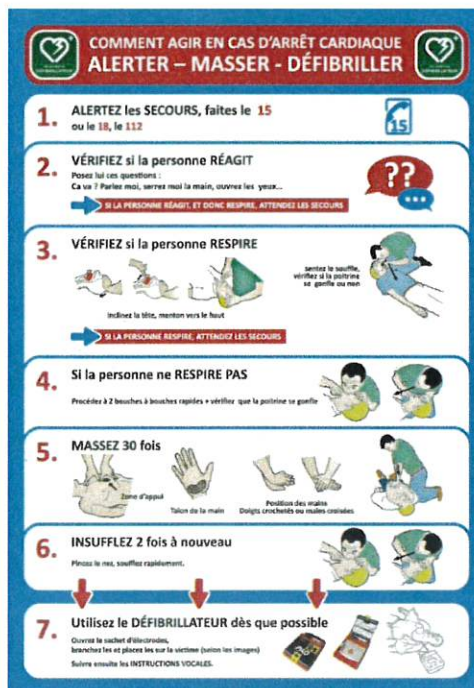 COMMENT AGIR EN CAS D'ARRÊT CARDIAQUE
ALERTER – MASSER - DÉFIBRILLER
1.
ALERTEZ les SECOURS, faites le 15
ou le 18, le 112
15
2.
VÉRIFIEZ si la personne RÉAGIT
Posez lui ces questions :
Ca va ? Parlez moi, serrez moi la main, ouvrez les yeux...
??
SI LA PERSONNE RÉAGIT, ET DONC RESPIRE, ATTENDEZ LES SECOURS
3.
VÉRIFIEZ si la personne RESPIRE
sentez le souffle,
vérifiez si la poitrine
se gonfle ou non
Inclinez la tête, menton vers le haut
SI LA PERSONNE RESPIRE, ATTENDEZ LES SECOURS
4.
Si la personne ne RESPIRE PAS
Procédez à 2 bouches à bouches rapides + vérifiez que la poitrine se gonfle
5.
MASSEZ 30 fois
Zone d'appui
Talon de la main
Position des mains
Doigts crochetés ou mains croisées
6.
INSUFFLEZ 2 fois à nouveau
Pincez le nez, soufflez rapidement.
7.
Utilisez le DÉFIBRILLATEUR dès que possible
Ouvrez le sachet d'électrodes,
branchez les et placez les sur la victime (selon les images)
Suivre ensuite les INSTRUCTIONS VOCALES.